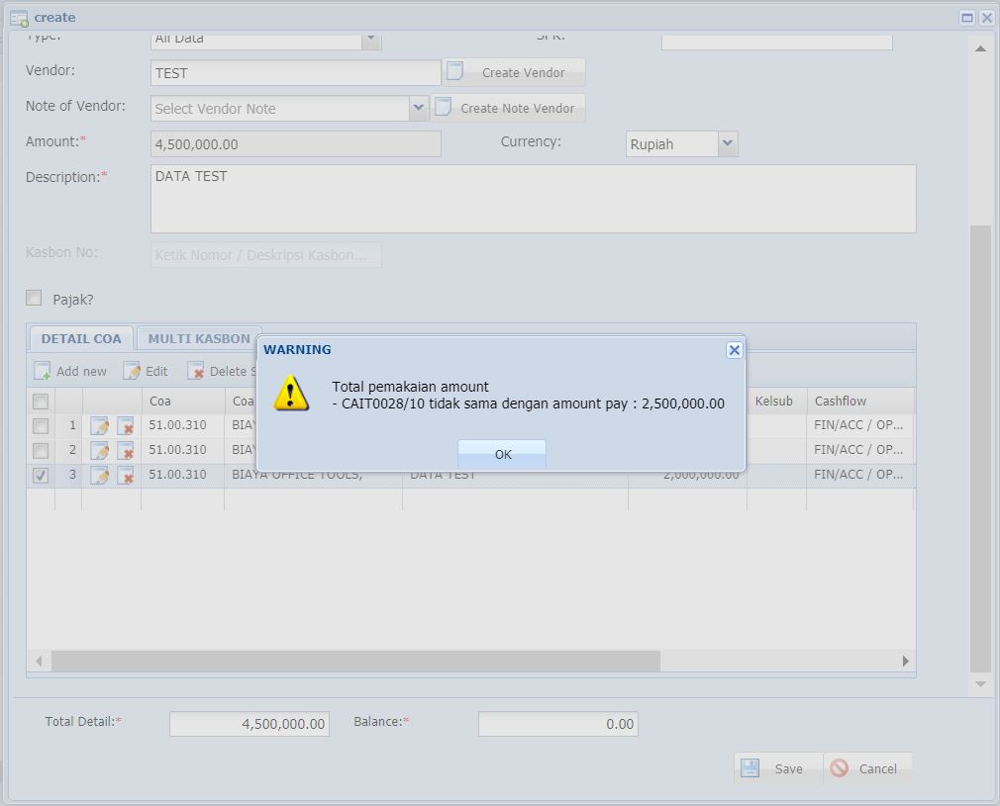 create
Type: All Data SPK:
Vendor: TEST Create Vendor
Note of Vendor: Select Vendor Note Create Note Vendor
Amount:* 4,500,000.00 Currency: Rupiah
Description:* DATA TEST
Kasbon No: Ketik Nomor / Deskripsi Kasbon...
Pajak?
DETAIL COA MULTI KASBON
WARNING
Total pemakaian amount
- CAIT0028/10 tidak sama dengan amount pay : 2,500,000.00
OK
Add new Edit Delete S
Coa Coa Kelsub Cashflow
1 51.00.310 BIAY FIN/ACC / OP...
2 51.00.310 BIAY FIN/ACC / OP...
3 51.00.310 BIAYA OFFICE TOOLS, DATA TEST 2,000,000.00 FIN/ACC / OP...
Total Detail:* 4,500,000.00 Balance:* 0.00
Save Cancel